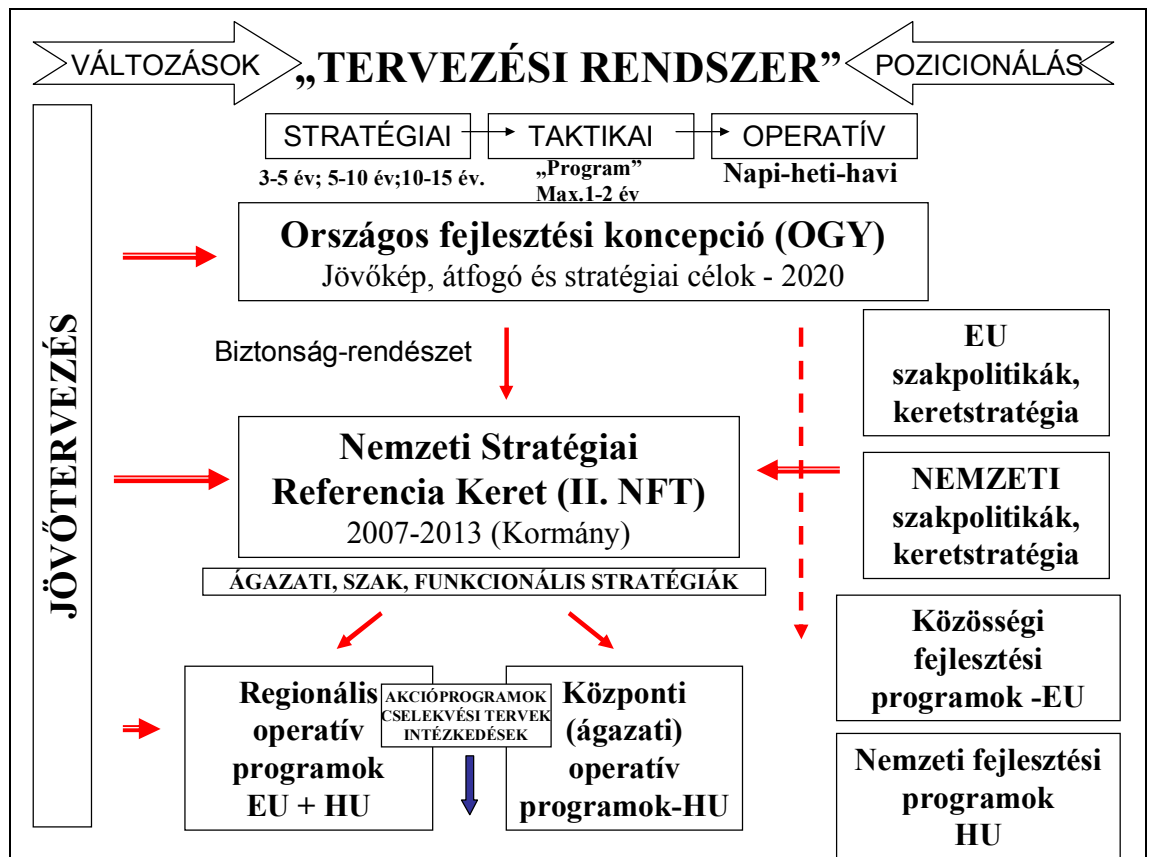 VÁLTOZÁSOK
„TERVEZÉSI RENDSZER”
POZICIONÁLÁS
STRATÉGIAI
TAKTIKAI
OPERATÍV
3-5 év; 5-10 év;10-15 év.
„Program”
Max.1-2 év
Napi-heti-havi
JÖVŐTERVEZÉS
Országos fejlesztési koncepció (OGY)
Jövőkép, átfogó és stratégiai célok - 2020
Biztonság-rendészet
EU
szakpolitikák,
keretstratégia
Nemzeti Stratégiai
Referencia Keret (II. NFT)
2007-2013 (Kormány)
NEMZETI
szakpolitikák,
keretstratégia
ÁGAZATI, SZAK, FUNKCIONÁLIS STRATÉGIÁK
Közösségi
fejlesztési
programok -EU
Regionális
operatív
programok
EU + HU
AKCIÓPROGRAMOK
CSELEKVÉSI TERVEK
INTÉZKEDÉSEK
Központi
(ágazati)
operatív
programok-HU
Nemzeti fejlesztési
programok
HU